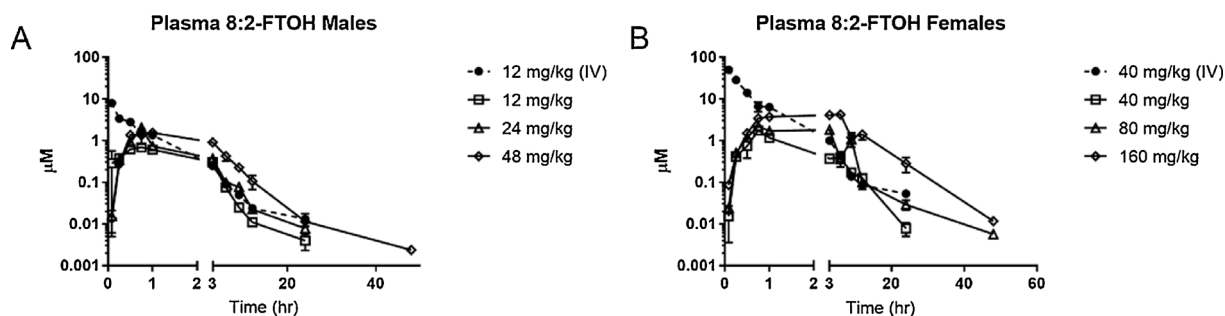 A
Plasma 8:2-FTOH Males
µM
100
10
1
0.1
0.01
0.001
0
1
2
3
20
40
Time (hr)
12 mg/kg (IV)
12 mg/kg
24 mg/kg
48 mg/kg
B
Plasma 8:2-FTOH Females
µM
100
10
1
0.1
0.01
0.001
0
1
2
3
20
40
60
Time (hr)
40 mg/kg (IV)
40 mg/kg
80 mg/kg
160 mg/kg